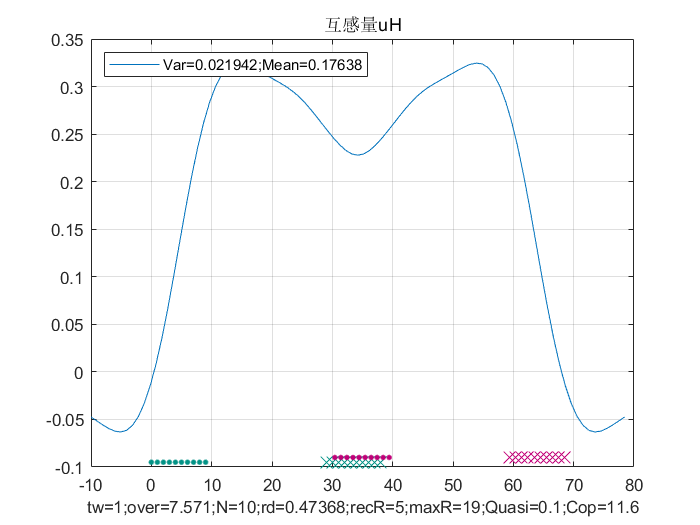 互感量uH
Var=0.021942;Mean=0.17638
0.35
0.3
0.25
0.2
0.15
0.1
0.05
0
-0.05
-0.1
-10 0 10 20 30 40 50 60 70 80
tw=1;over=7.571;N=10;rd=0.47368;recR=5;maxR=19;Quasi=0.1;Cop=11.6